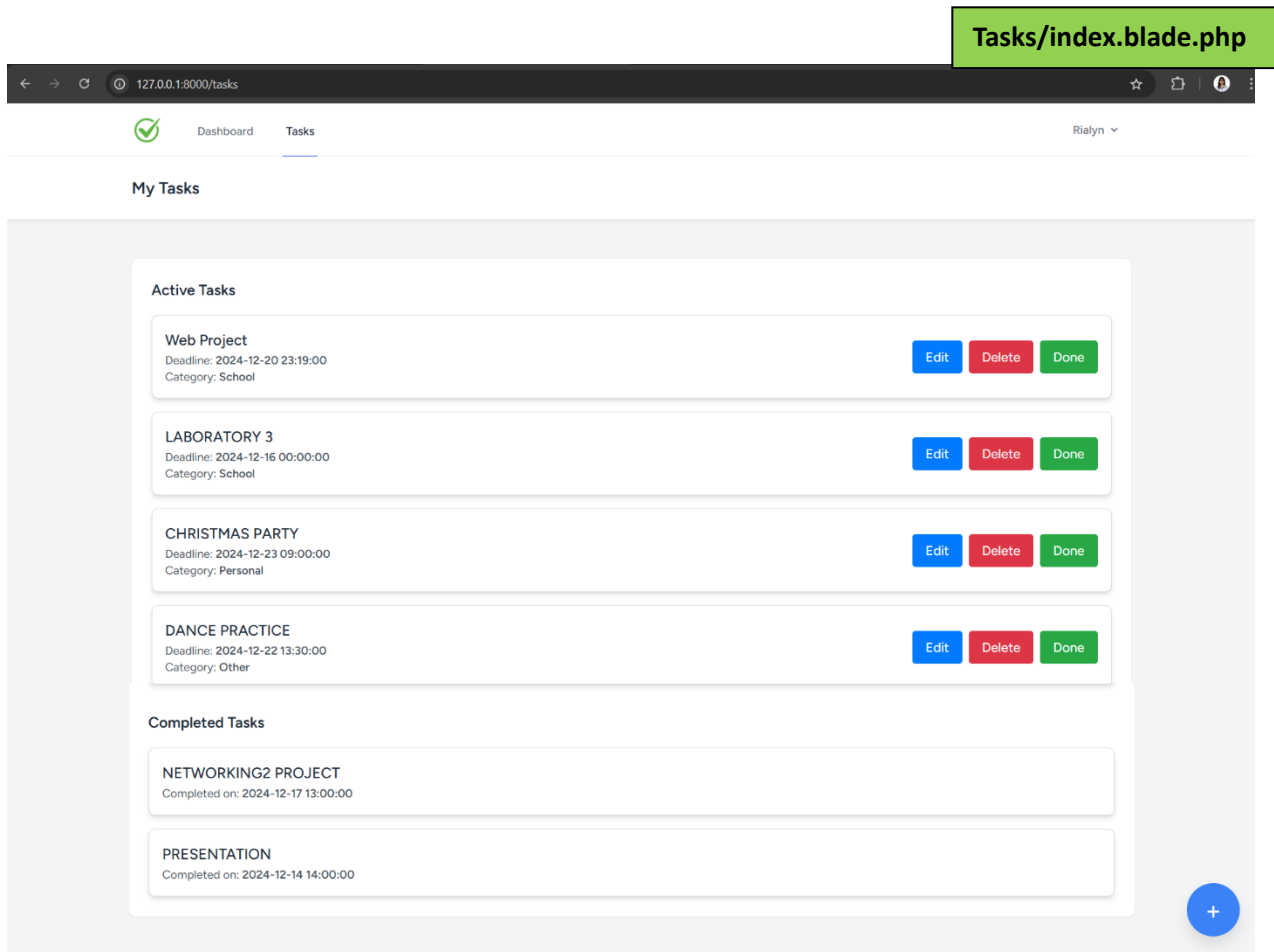 Tasks/index.blade.php
127.0.0.1:8000/tasks
Dashboard Tasks Rialyn
My Tasks
Active Tasks
Web Project
Deadline: 2024-12-20 23:19:00
Category: School
Edit Delete Done
LABORATORY 3
Deadline: 2024-12-16 00:00:00
Category: School
Edit Delete Done
CHRISTMAS PARTY
Deadline: 2024-12-23 09:00:00
Category: Personal
Edit Delete Done
DANCE PRACTICE
Deadline: 2024-12-22 13:30:00
Category: Other
Edit Delete Done
Completed Tasks
NETWORKING2 PROJECT
Completed on: 2024-12-17 13:00:00
PRESENTATION
Completed on: 2024-12-14 14:00:00
+